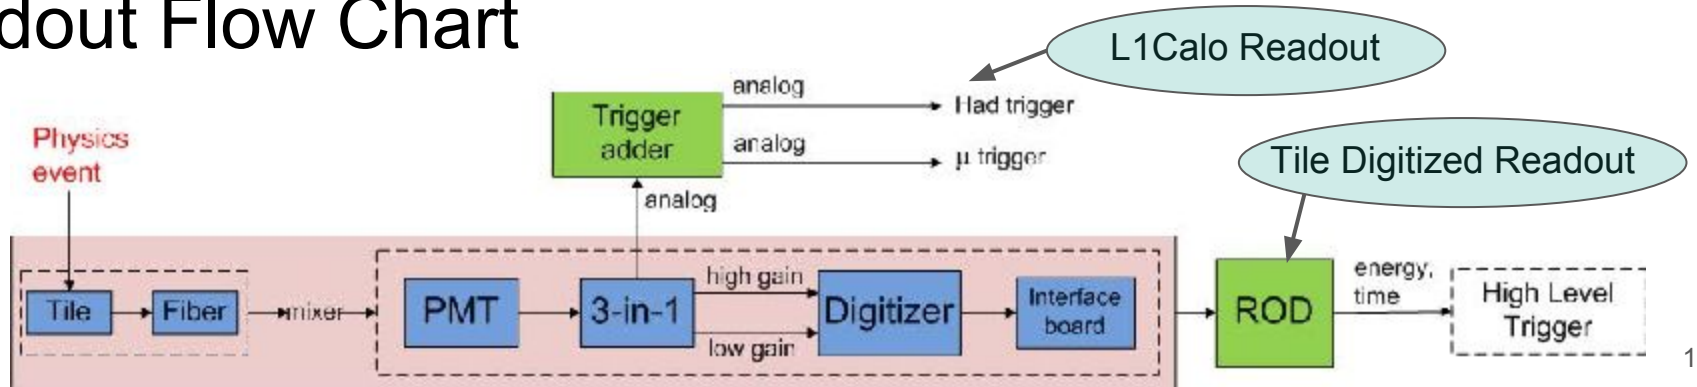 dout Flow Chart
L1Calo Readout
analog
Had trigger
Trigger
adder
analog
μ trigger
Tile Digitized Readout
Physics
event
analog
Tile
Fiber
mixer
PMT
3-in-1
high gain
low gain
Digitizer
Interface
board
ROD
energy,
time
High Level
Trigger
1